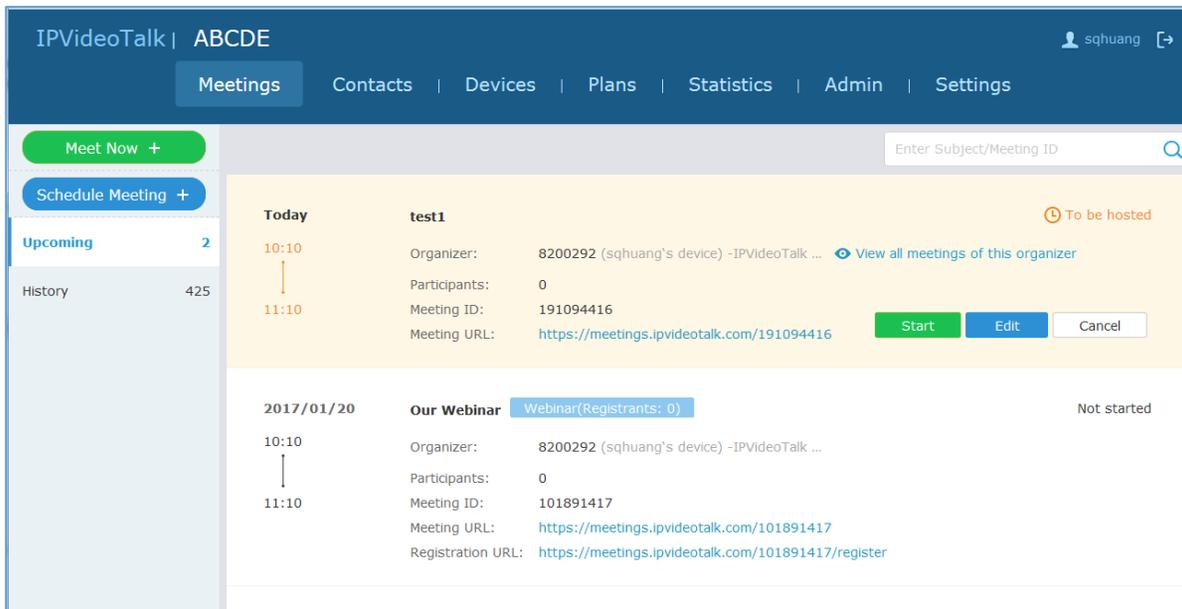 IPVideoTalk | ABCDE
sqhuang
Meetings Contacts | Devices | Plans | Statistics | Admin | Settings
Meet Now +
Enter Subject/Meeting ID
Schedule Meeting +
Upcoming 2
History 425
Today
test1
To be hosted
10:10
11:10
Organizer: 8200292 (sqhuang's device) -IPVideoTalk ... View all meetings of this organizer
Participants: 0
Meeting ID: 191094416
Meeting URL: https://meetings.ipvideotalk.com/191094416
Start Edit Cancel
2017/01/20
Our Webinar Webinar(Registrants: 0)
Not started
10:10
11:10
Organizer: 8200292 (sqhuang's device) -IPVideoTalk ...
Participants: 0
Meeting ID: 101891417
Meeting URL: https://meetings.ipvideotalk.com/101891417
Registration URL: https://meetings.ipvideotalk.com/101891417/register